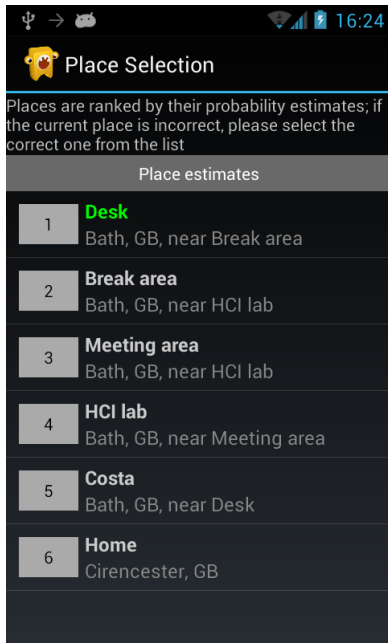 16:24
Place Selection
Places are ranked by their probability estimates; if
the current place is incorrect, please select the
correct one from the list
Place estimates
1
Desk
Bath, GB, near Break area
2
Break area
Bath, GB, near HCI lab
3
Meeting area
Bath, GB, near HCI lab
4
HCI lab
Bath, GB, near Meeting area
5
Costa
Bath, GB, near Desk
6
Home
Cirencester, GB